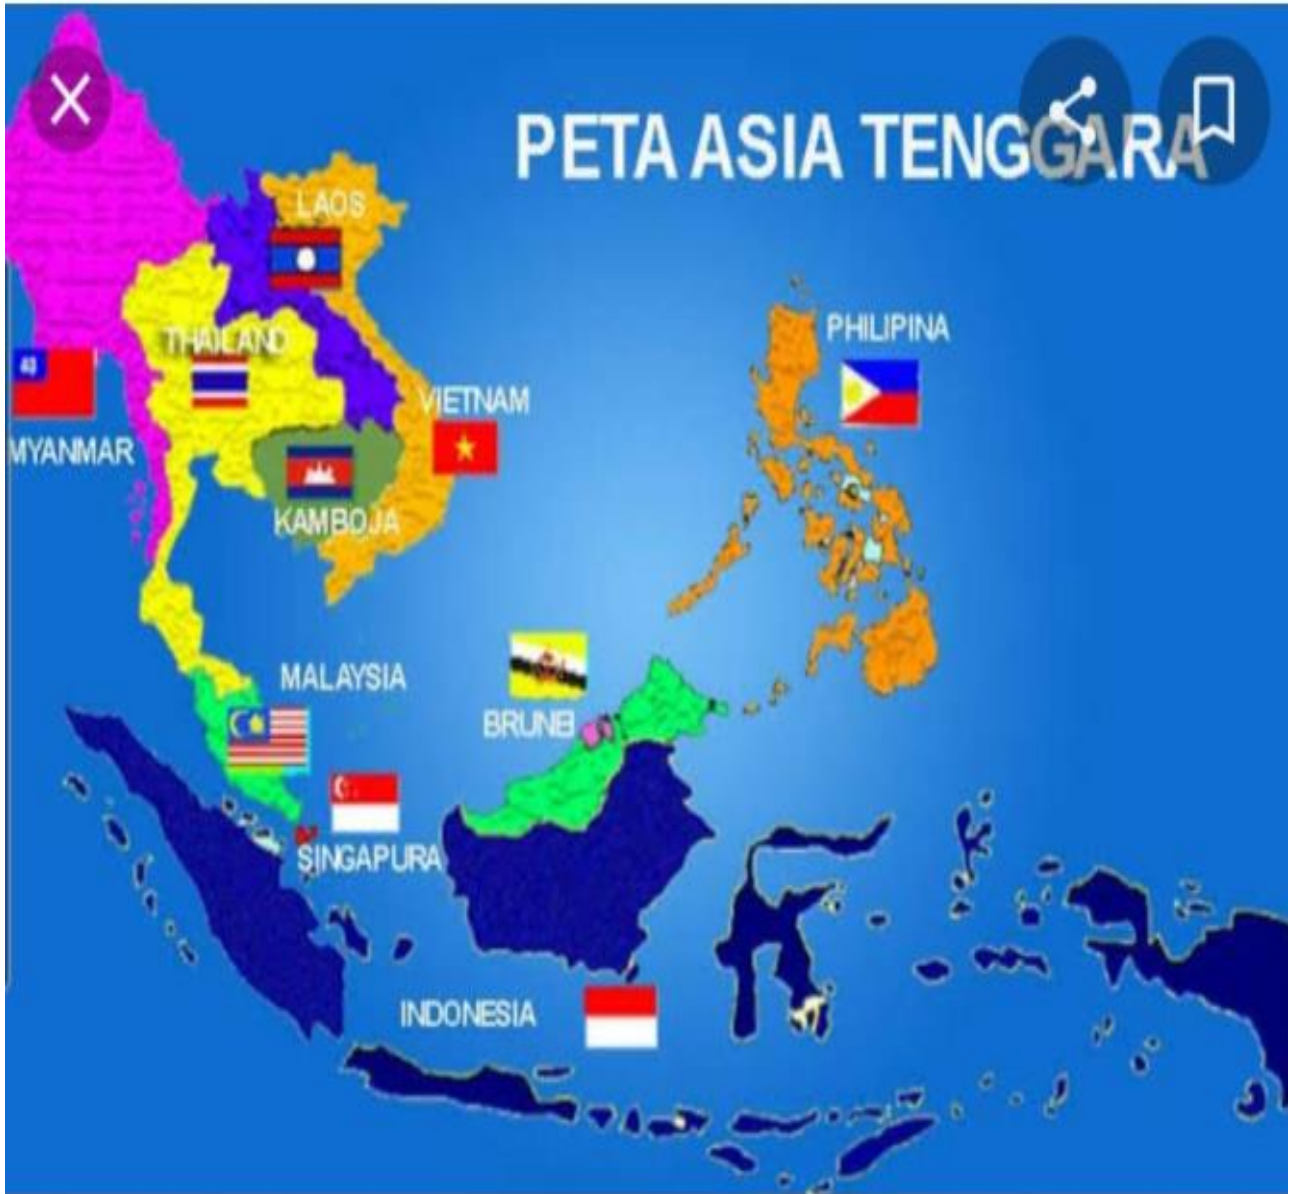 PETA ASIA TENGGARA
LAOS
THAILAND
PHILIPINA
VIETNAM
MYANMAR
KAMBOJA
MALAYSIA
BRUNEI
SINGAPURA
INDONESIA